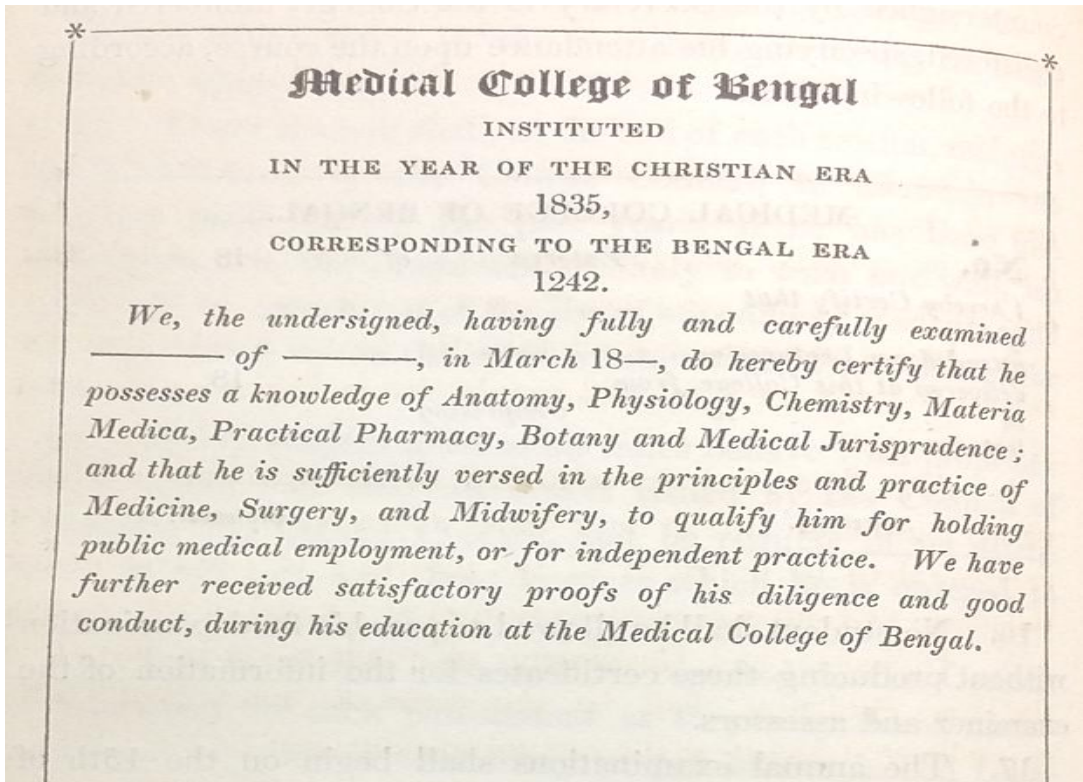 Medical College of Bengal
INSTITUTED
IN THE YEAR OF THE CHRISTIAN ERA
1835,
CORRESPONDING TO THE BENGAL ERA
1242.
We, the undersigned, having fully and carefully examined
———— of ————, in March 18—, do hereby certify that he
possesses a knowledge of Anatomy, Physiology, Chemistry, Materia
Medica, Practical Pharmacy, Botany and Medical Jurisprudence;
and that he is sufficiently versed in the principles and practice of
Medicine, Surgery, and Midwifery, to qualify him for holding
public medical employment, or for independent practice. We have
further received satisfactory proofs of his diligence and good
conduct, during his education at the Medical College of Bengal.